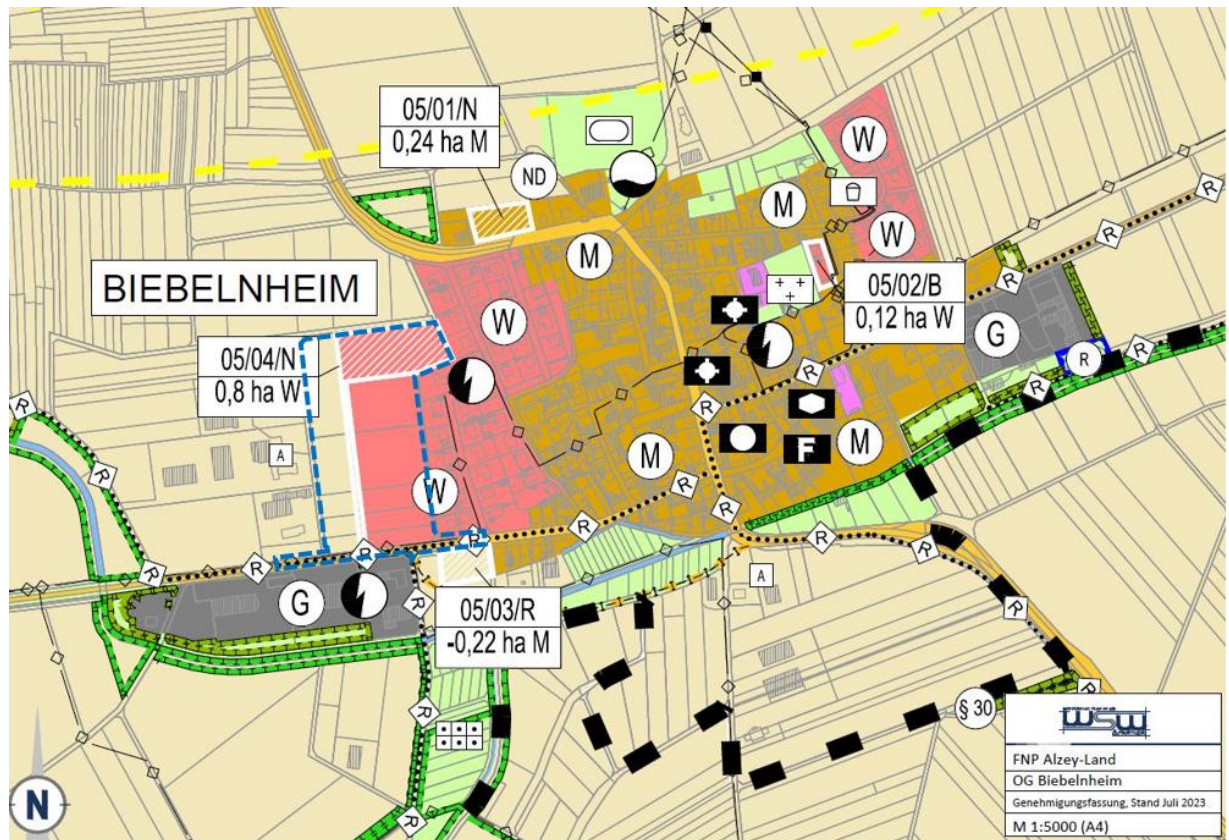 05/01/N
0,24 ha M
ND
W
M
W
BIEBELNHEIM
M
05/02/B
0,12 ha W
R
R
W
G
R
05/04/N
0,8 ha W
R
R
R
R
R
A
M
F
M
W
R
R
R
R
R
R
R
R
R
R
A
G
05/03/R
-0,22 ha M
R
R
R
R
R
R
§ 30
WSW
FNP Alzey-Land
OG Biebelnheim
Genehmigungsfassung, Stand Juli 2023
M 1:5000 (A4)
N